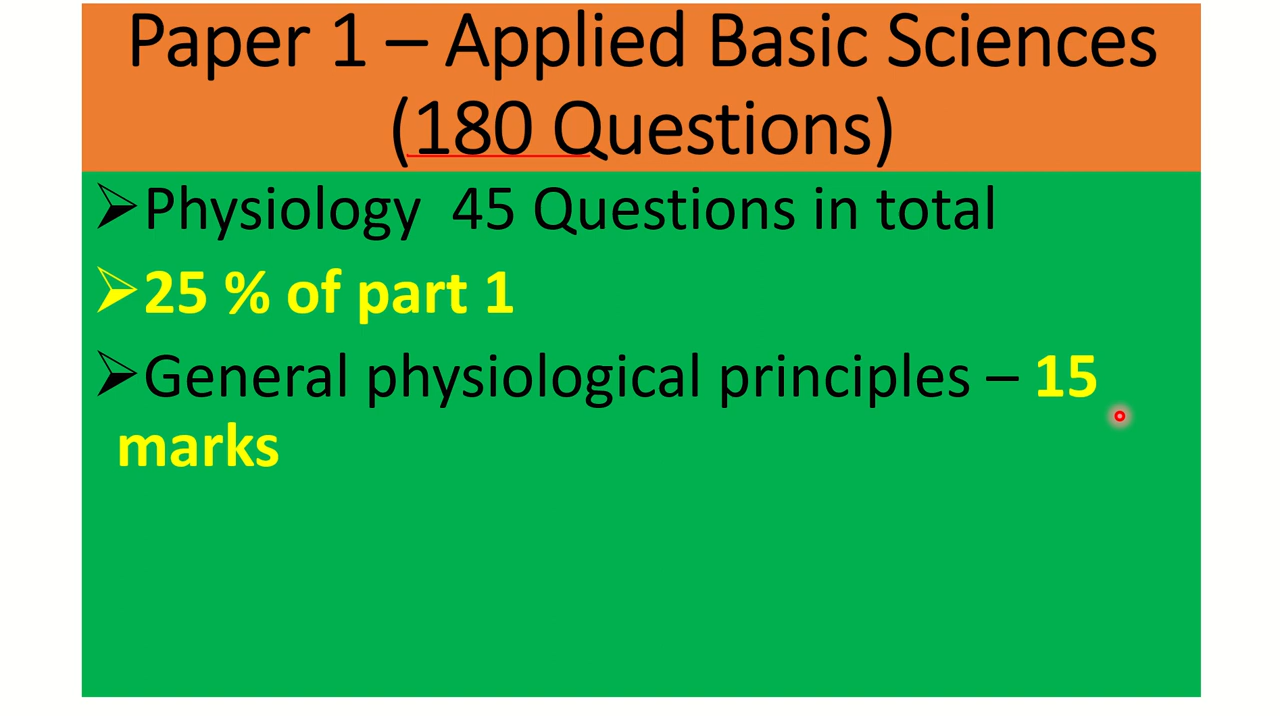 Paper 1 – Applied Basic Sciences
(180 Questions)
➢Physiology 45 Questions in total
➢25 % of part 1
➢General physiological principles – 15
marks